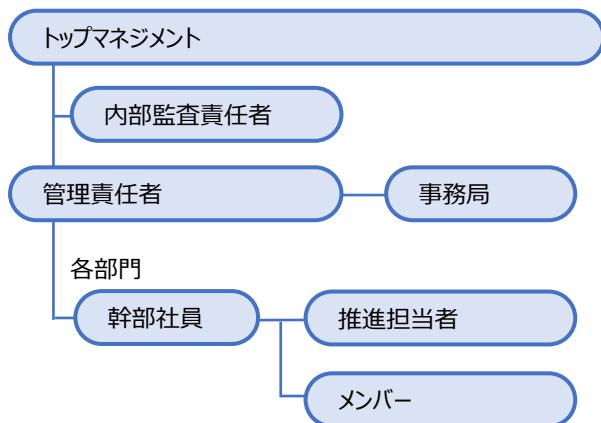 トップマネジメント
内部監査責任者
管理責任者
事務局
各部門
幹部社員
推進担当者
メンバー